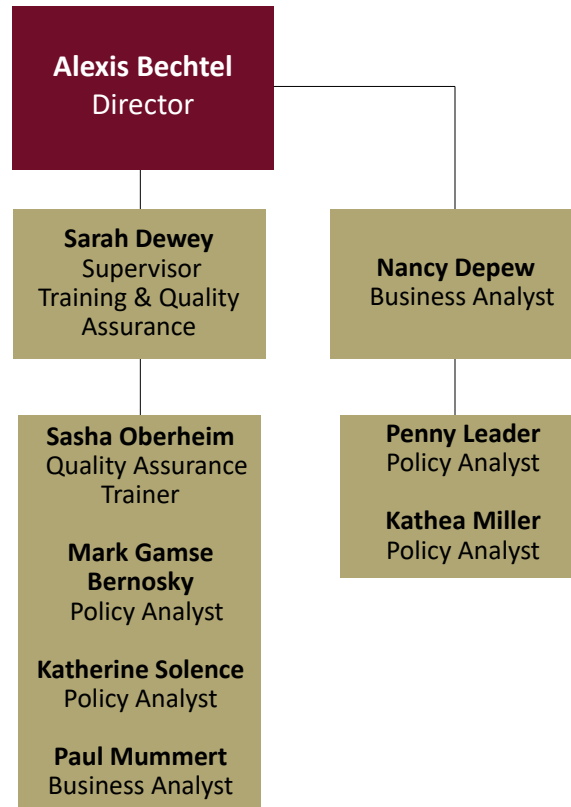 Alexis Bechtel
Director
Sarah Dewey
Supervisor
Training & Quality
Assurance
Nancy Depew
Business Analyst
Sasha Oberheim
Quality Assurance
Trainer
Mark Gamse
Bernosky
Policy Analyst
Katherine Solence
Policy Analyst
Paul Mummert
Business Analyst
Penny Leader
Policy Analyst
Kathea Miller
Policy Analyst